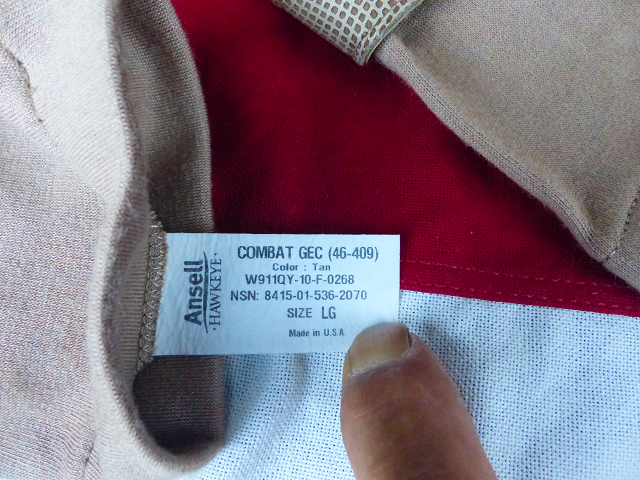 Ansell
HAWKEYE
COMBAT GEC (46-409)
Color : Tan
W911QY-10-F-0268
NSN: 8415-01-536-2070
SIZE LG
Made in U.S.A.